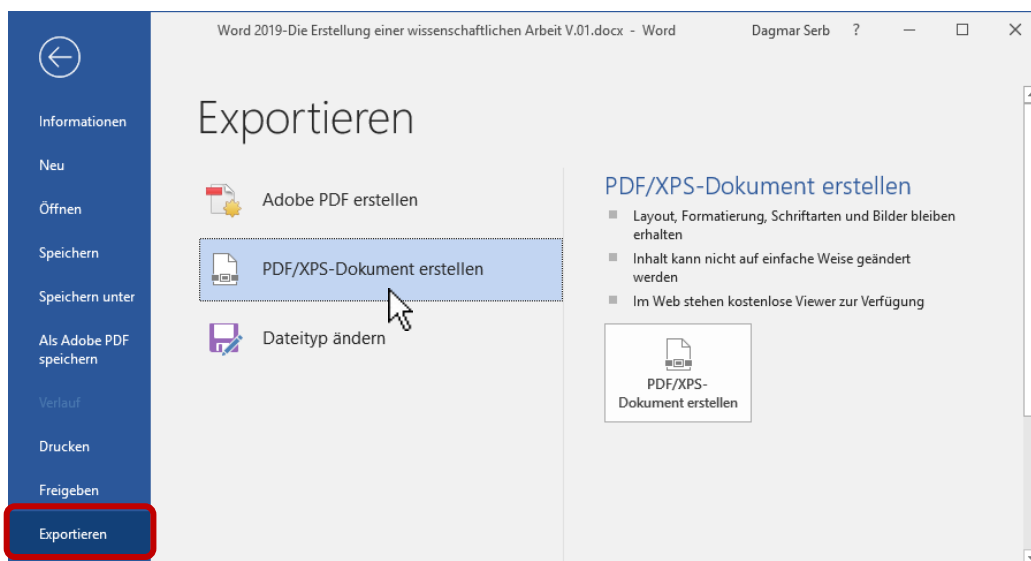 Word 2019-Die Erstellung einer wissenschaftlichen Arbeit V.01.docx - Word
Dagmar Serb ?
Informationen
Neu
Öffnen
Speichern
Speichern unter
Als Adobe PDF
speichern
Verlauf
Drucken
Freigeben
Exportieren
Exportieren
Adobe PDF erstellen
PDF/XPS-Dokument erstellen
Dateityp ändern
PDF/XPS-Dokument erstellen
Layout, Formatierung, Schriftarten und Bilder bleiben
erhalten
Inhalt kann nicht auf einfache Weise geändert
werden
Im Web stehen kostenlose Viewer zur Verfügung
PDF/XPS-
Dokument erstellen